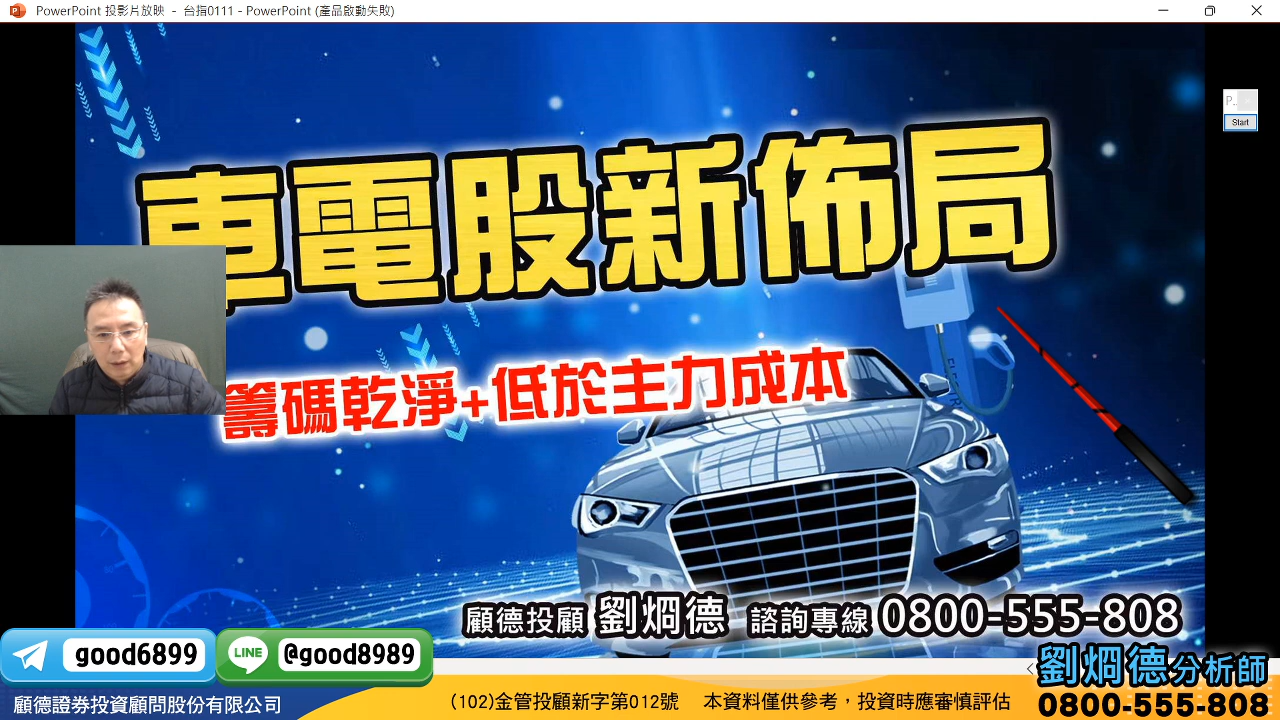 PowerPoint 投影片放映 - 台指0111 - PowerPoint (產品啟動失敗)
P..
Start
車電股新佈局
籌碼乾淨+低於主力成本
顧德投顧 劉烱德 諮詢專線 0800-555-808
good6899
LINE
@good8989
劉烱德分析師
顧德證券投資顧問股份有限公司
(102)金管投顧新字第012號 本資料僅供參考，投資時應審慎評估
0800-555-808